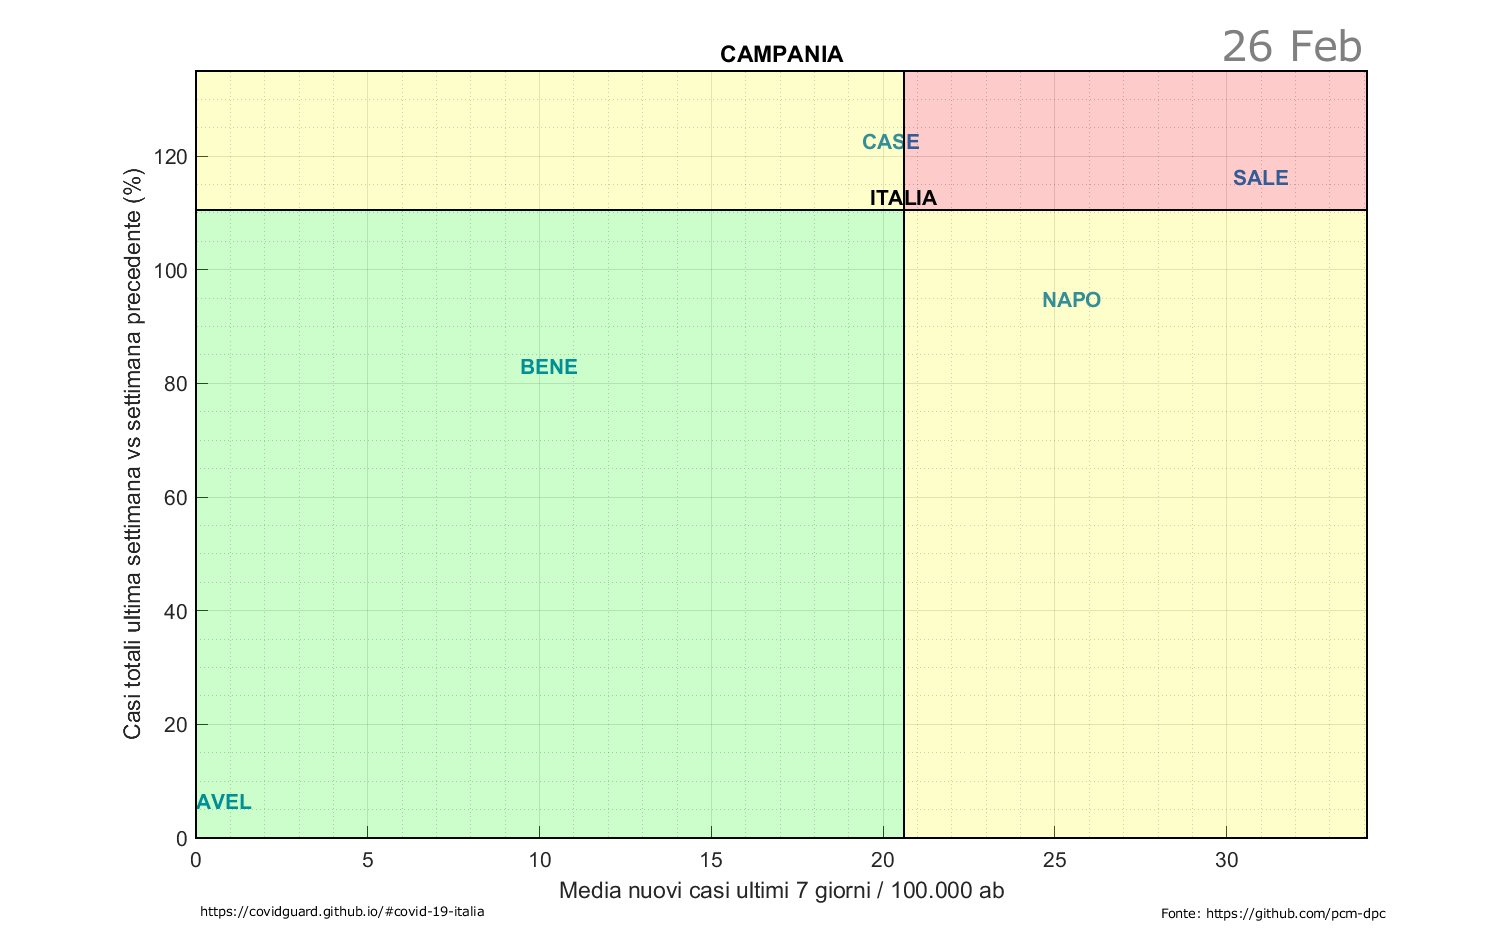 26 Feb
CAMPANIA
Casi totali ultima settimana vs settimana precedente (%)
120
100
80
60
40
20
0
CASE
SALE
ITALIA
NAPO
BENE
AVEL
0 5 10 15 20 25 30
Media nuovi casi ultimi 7 giorni / 100.000 ab
https://covidguard.github.io/#covid-19-italia
Fonte: https://github.com/pcm-dpc